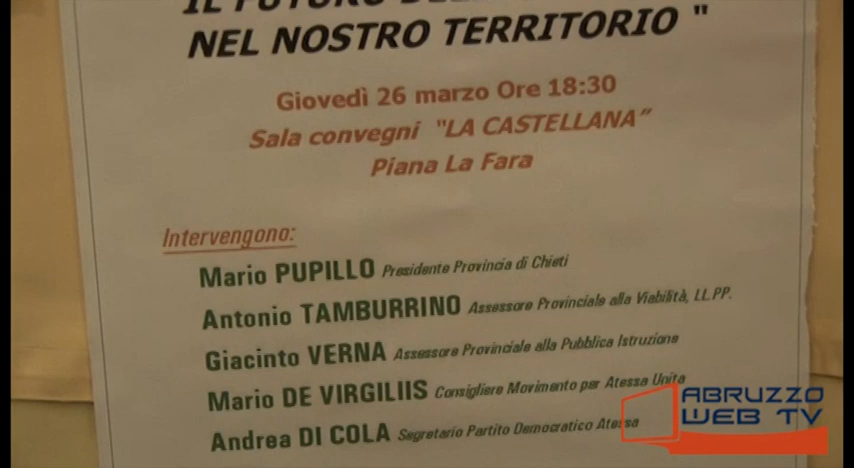 IL FUTURO
NEL NOSTRO TERRITORIO "
Giovedì 26 marzo Ore 18:30
Sala convegni "LA CASTELLANA"
Piana La Fara
Intervengono:
Mario PUPILLO Presidente Provincia di Chieti
Antonio TAMBURRINO Assessore Provinciale alla Viabilità, LL.PP.
Giacinto VERNA Assessore Provinciale alla Pubblica Istruzione
Mario DE VIRGILIIS Consigliere Movimento per Atessa Unita
Andrea DI COLA Segretario Partito Democratico Atessa
ABRUZZO
WEB TV